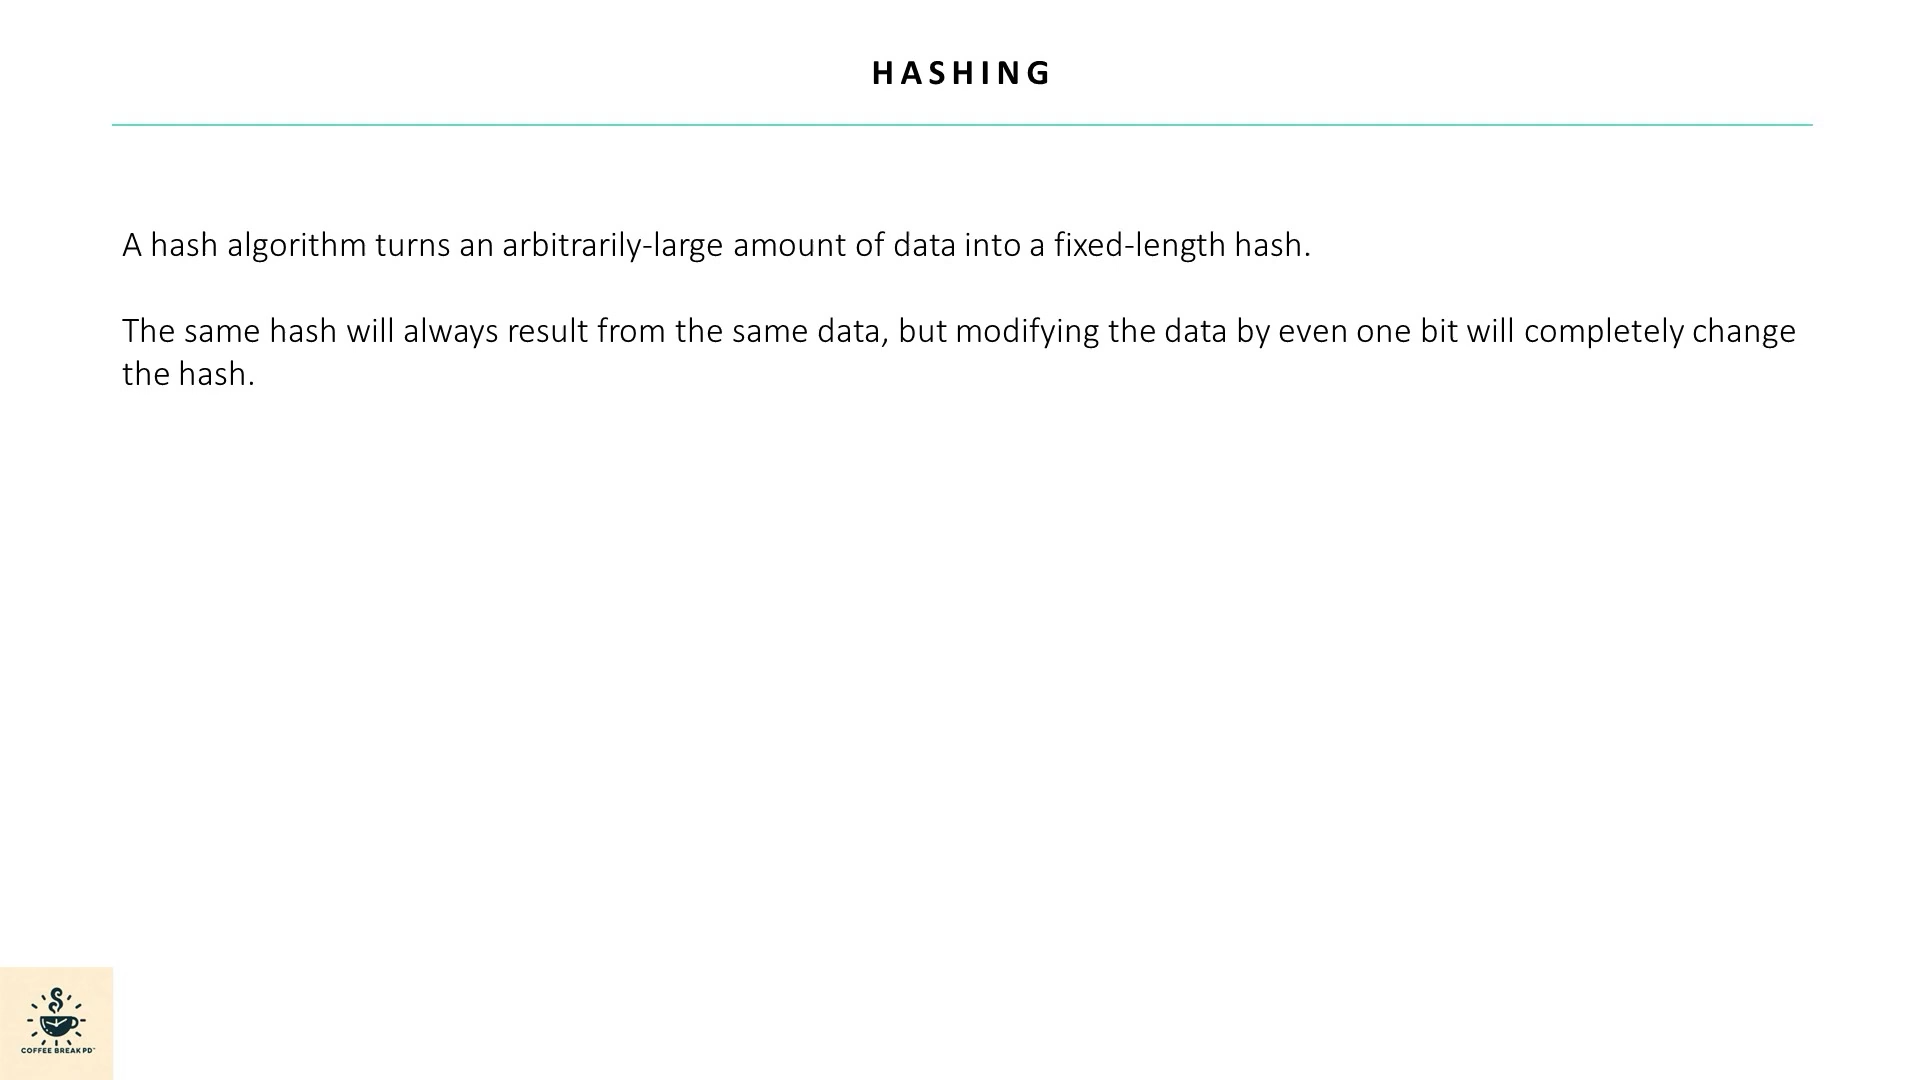 HASHING
A hash algorithm turns an arbitrarily-large amount of data into a fixed-length hash.
The same hash will always result from the same data, but modifying the data by even one bit will completely change
the hash.
COFFEE BREAK PD™